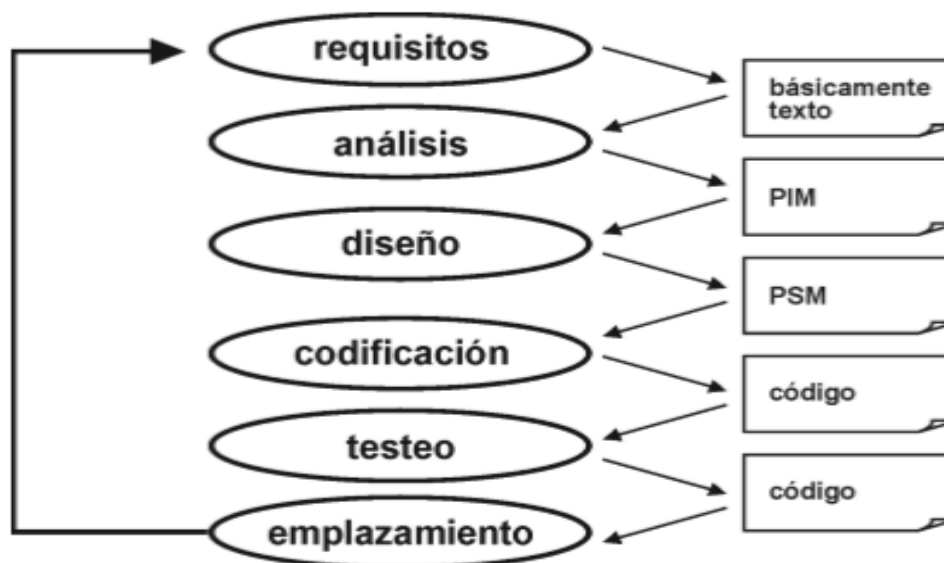 requisitos
básicamente
texto
análisis
PIM
diseño
PSM
codificación
código
testeo
código
emplazamiento